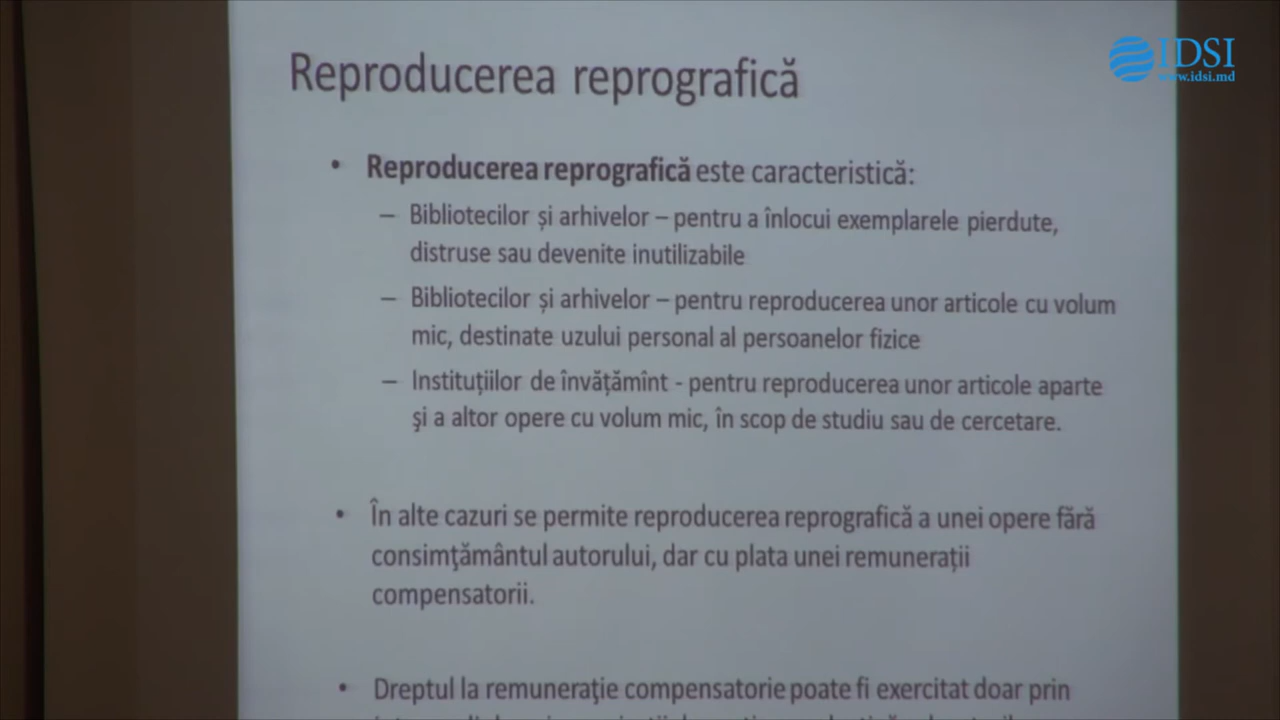 IDSI
www.idsi.md
Reproducerea reprografică
• Reproducerea reprografică este caracteristică:
– Bibliotecilor și arhivelor – pentru a înlocui exemplarele pierdute,
distruse sau devenite inutilizabile
– Bibliotecilor și arhivelor – pentru reproducerea unor articole cu volum
mic, destinate uzului personal al persoanelor fizice
– Instituțiilor de învățămînt - pentru reproducerea unor articole aparte
şi a altor opere cu volum mic, în scop de studiu sau de cercetare.
• În alte cazuri se permite reproducerea reprografică a unei opere fără
consimţământul autorului, dar cu plata unei remunerații
compensatorii.
• Dreptul la remuneraţie compensatorie poate fi exercitat doar prin